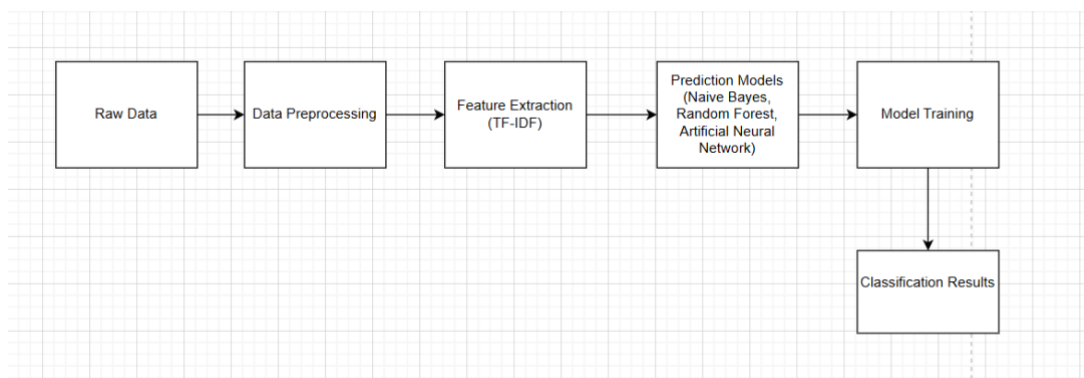 Raw Data
Data Preprocessing
Feature Extraction
(TF-IDF)
Prediction Models
(Naive Bayes,
Random Forest,
Artificial Neural
Network)
Model Training
Classification Results